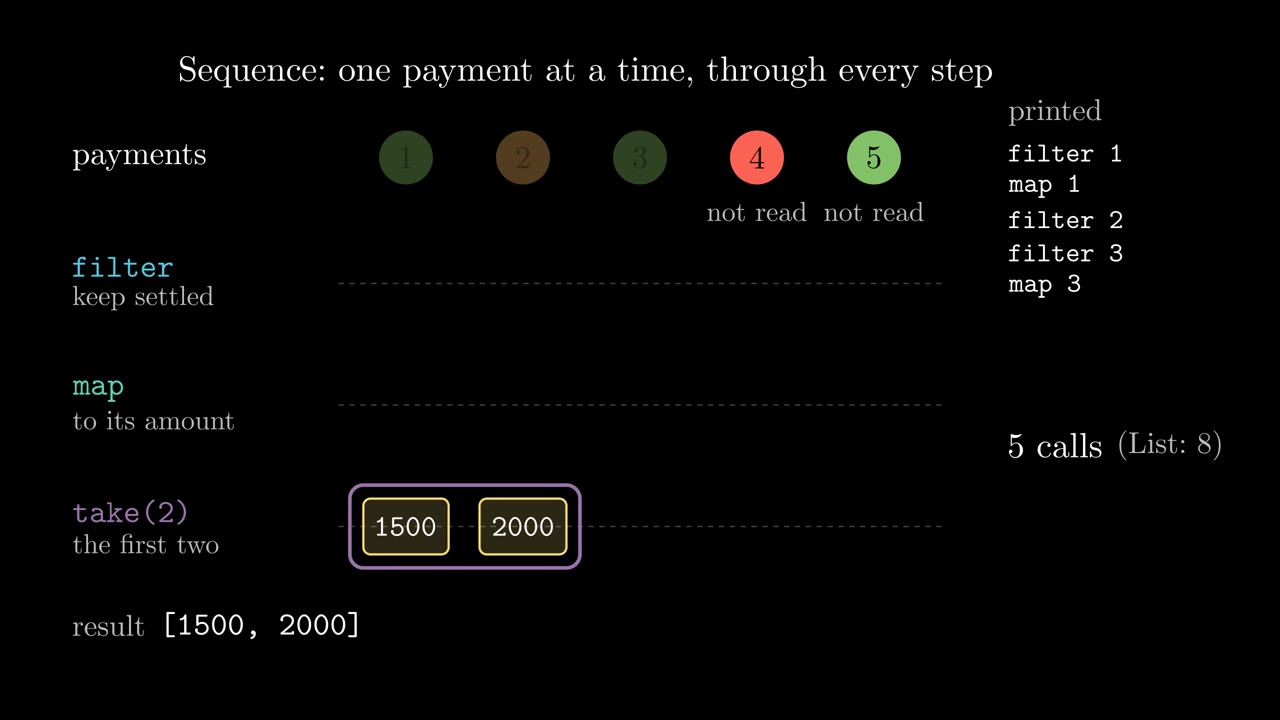 Sequence: one payment at a time, through every step
printed
payments
1 2 3 4 5
not read not read
filter 1
map 1
filter 2
filter 3
map 3
filter
keep settled
map
to its amount
5 calls (List: 8)
take(2)
the first two
1500 2000
result [1500, 2000]